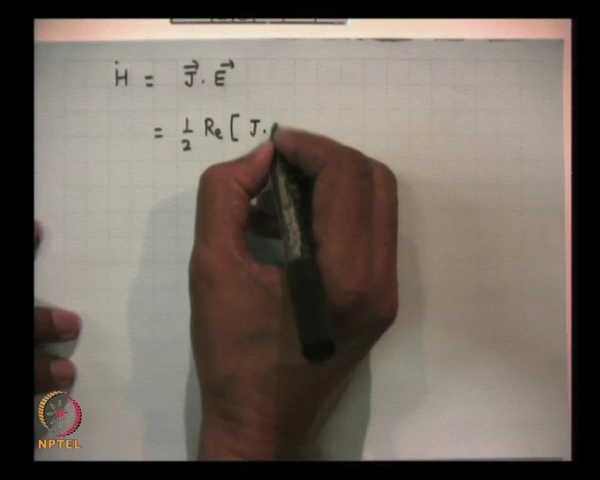 Ḣ = J⃗ . E⃗
= 1/2 Re [ J .
NPTEL